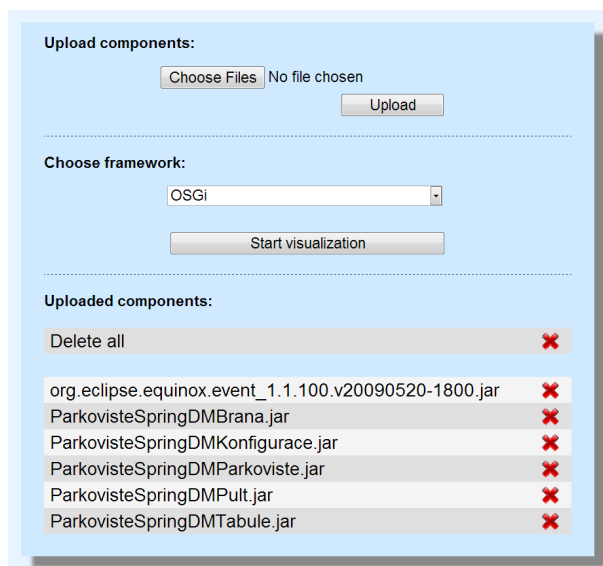 Upload components:
Choose Files No file chosen
Upload
Choose framework:
OSGi
Start visualization
Uploaded components:
Delete all
org.eclipse.equinox.event_1.1.100.v20090520-1800.jar
ParkovisteSpringDMBrana.jar
ParkovisteSpringDMKonfigurace.jar
ParkovisteSpringDMParkoviste.jar
ParkovisteSpringDMPult.jar
ParkovisteSpringDMTabule.jar